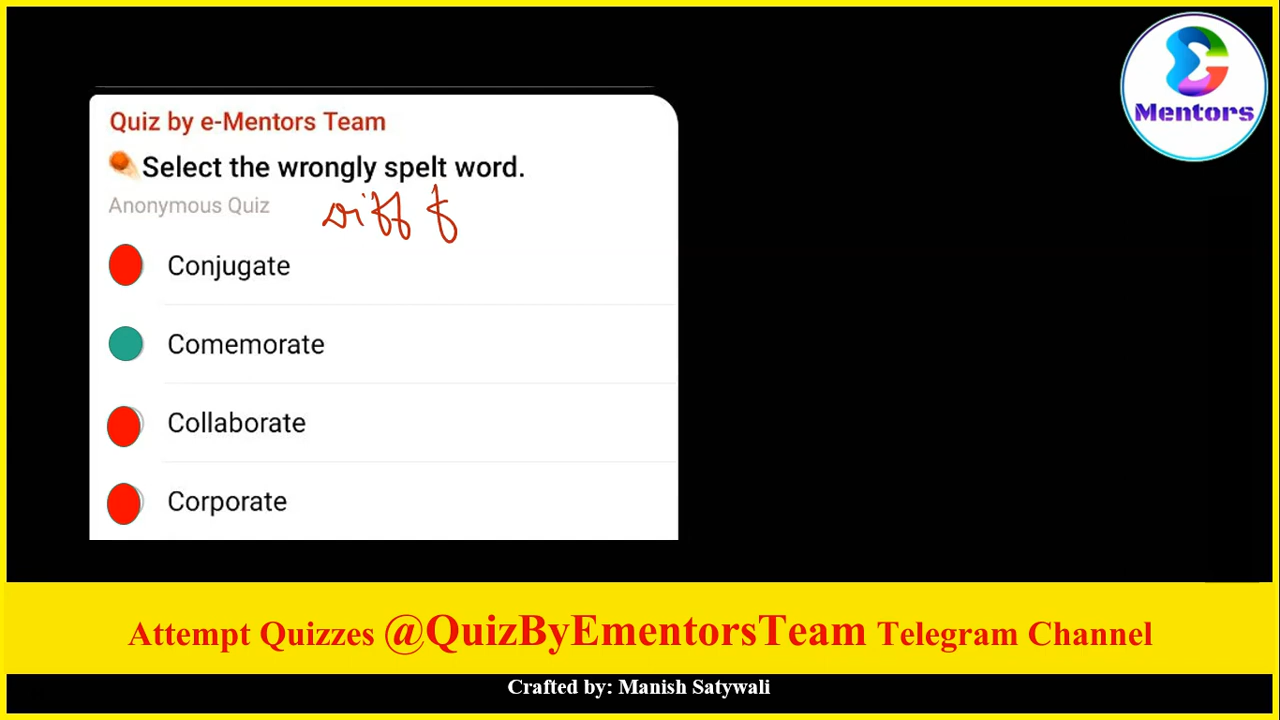 Mentors
Quiz by e-Mentors Team
Select the wrongly spelt word.
Anonymous Quiz
Diff f
Conjugate
Comemorate
Collaborate
Corporate
Attempt Quizzes @QuizByEmentorsTeam Telegram Channel
Crafted by: Manish Satywali